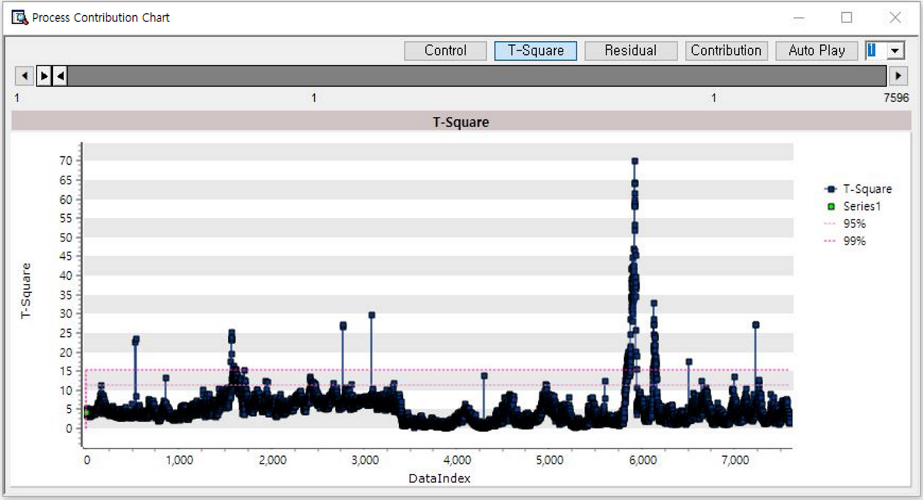 Process Contribution Chart
Control T-Square Residual Contribution Auto Play 1
1 1 1 7596
T-Square
70
65
60
55
50
45
40
35
30
25
20
15
10
5
0
T-Square
T-Square
Series1
95%
99%
0 1,000 2,000 3,000 4,000 5,000 6,000 7,000
DataIndex